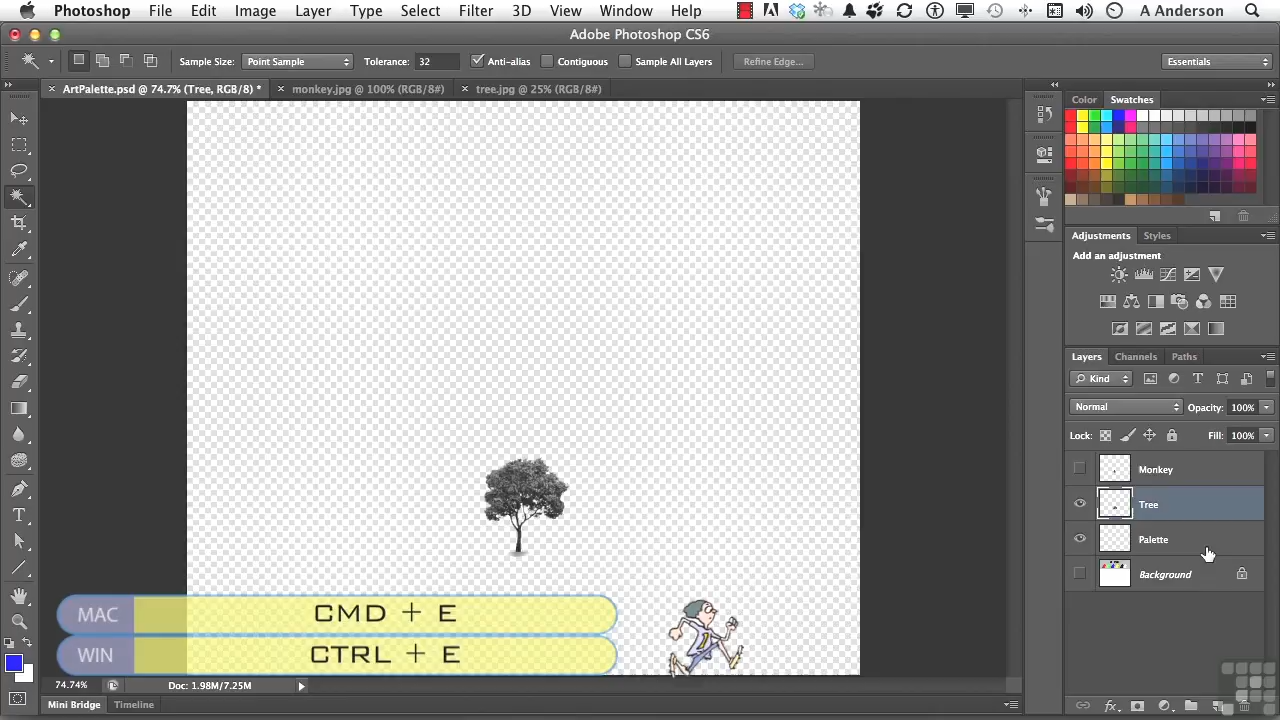 Photoshop File Edit Image Layer Type Select Filter 3D View Window Help A Anderson
Adobe Photoshop CS6
Sample Size: Point Sample Tolerance: 32 Anti-alias Contiguous Sample All Layers Refine Edge... Essentials
ArtPalette.psd @ 74.7% (Tree, RGB/8) * monkey.jpg @ 100% (RGB/8#) tree.jpg @ 25% (RGB/8#)
Color Swatches
Adjustments Styles
Add an adjustment
Layers Channels Paths
Kind
Normal Opacity: 100%
Lock: Fill: 100%
Monkey
Tree
Palette
Background
MAC CMD + E
WIN CTRL + E
74.74% Doc: 1.98M/7.25M
Mini Bridge Timeline